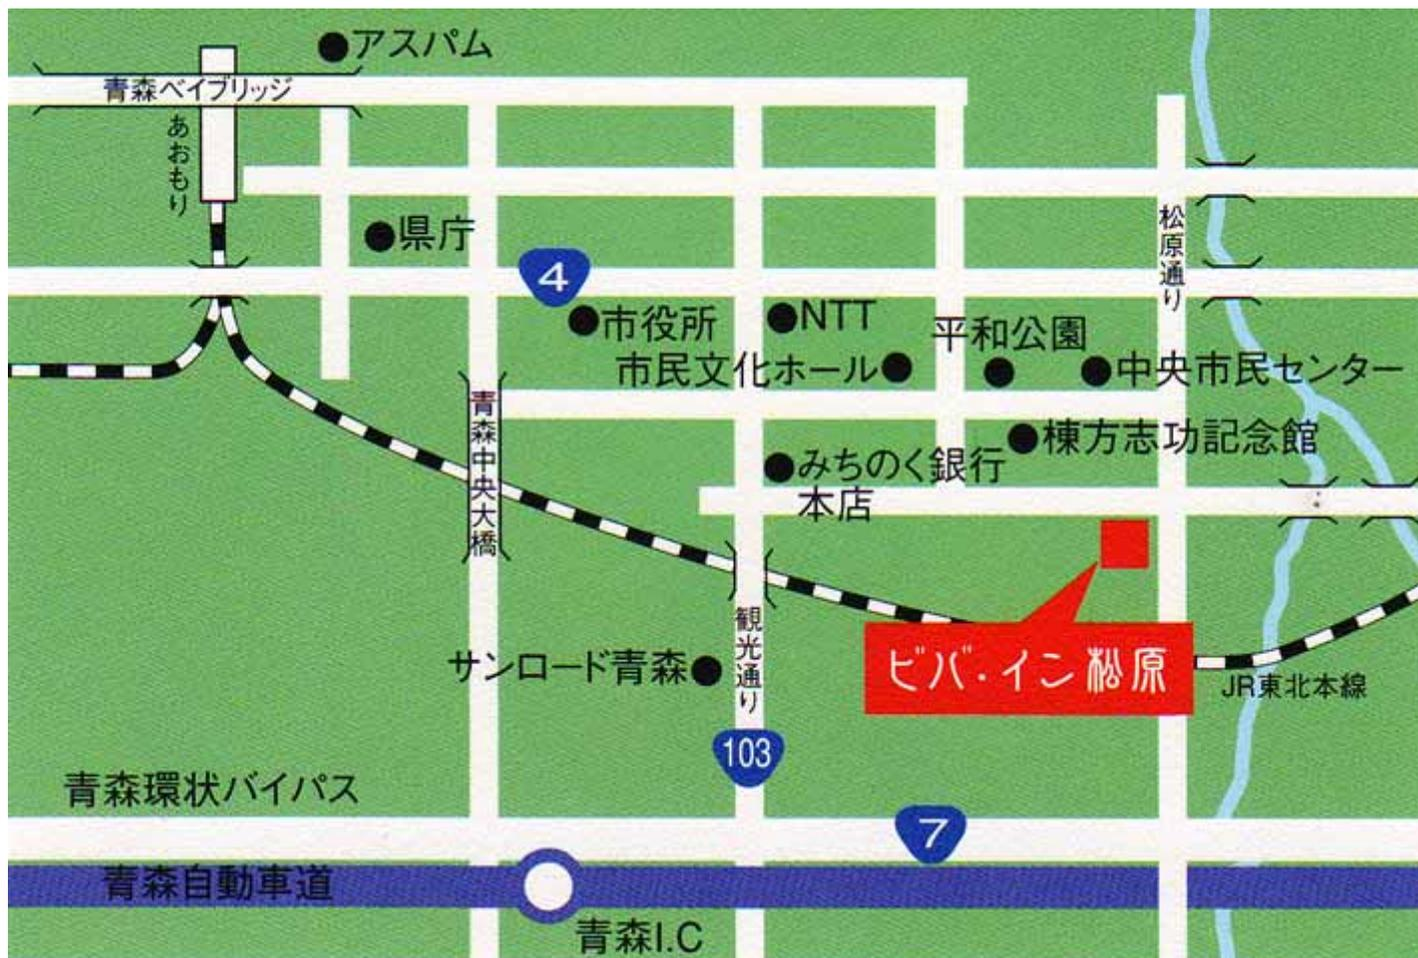 アスパム
青森ベイブリッジ
あおもり
県庁
松原通り
4
市役所
NTT
平和公園
市民文化ホール
中央市民センター
青森中央大橋
棟方志功記念館
みちのく銀行
本店
観光通り
サンロード青森
ビバ・イン松原
JR東北本線
103
青森環状バイパス
7
青森自動車道
青森I.C